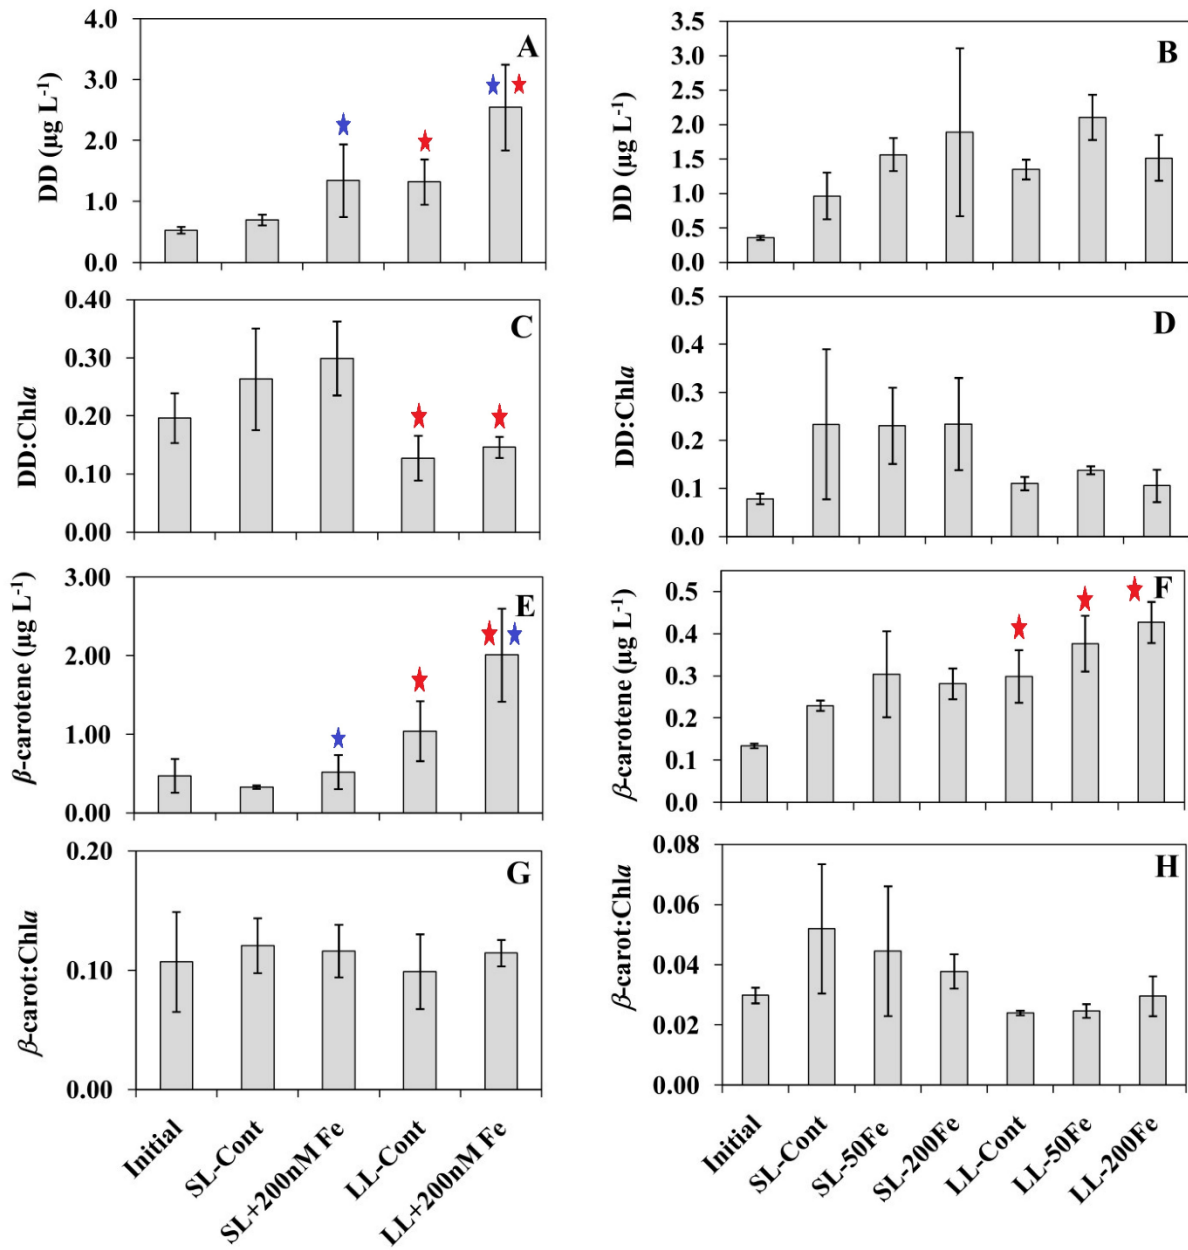 A
DD (µg L-1)
4.0
3.0
2.0
1.0
0.0
B
DD (µg L-1)
3.5
3.0
2.5
2.0
1.5
1.0
0.5
0.0
C
DD:Chla
0.40
0.30
0.20
0.10
0.00
D
DD:Chla
0.5
0.4
0.3
0.2
0.1
0.0
E
β-carotene (µg L-1)
3.00
2.00
1.00
0.00
F
β-carotene (µg L-1)
0.5
0.4
0.3
0.2
0.1
0.0
G
β-carot:Chla
0.20
0.10
0.00
Initial
SL-Cont
SL+200nM Fe
LL-Cont
LL+200nM Fe
H
β-carot:Chla
0.08
0.06
0.04
0.02
0.00
Initial
SL-Cont
SL-50Fe
SL-200Fe
LL-Cont
LL-50Fe
LL-200Fe